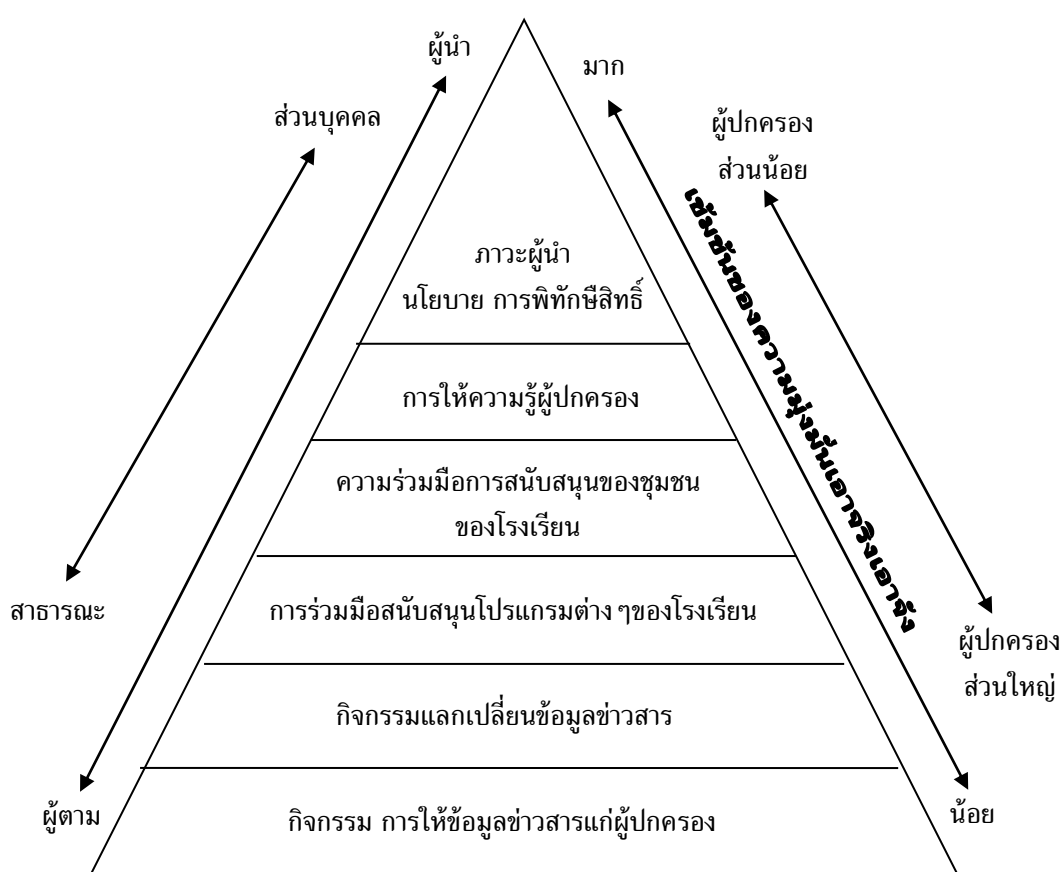 ผู้นำ
มาก
ส่วนบุคคล
ผู้ปกครอง
ส่วนน้อย
ภาวะผู้นำ
นโยบาย การพิทักษืสิทธิ์
เข้มข้นของความมุ่งมั่นเอาจริงเอาจัง
การให้ความรู้ผู้ปกครอง
ความร่วมมือการสนับสนุนของชุมชน
ของโรงเรียน
สาธารณะ
การร่วมมือสนับสนุนโปรแกรมต่าง ๆของโรงเรียน
ผู้ปกครอง
ส่วนใหญ่
กิจกรรมแลกเปลี่ยนข้อมูลข่าวสาร
ผู้ตาม
กิจกรรม การให้ข้อมูลข่าวสารแก่ผู้ปกครอง
น้อย